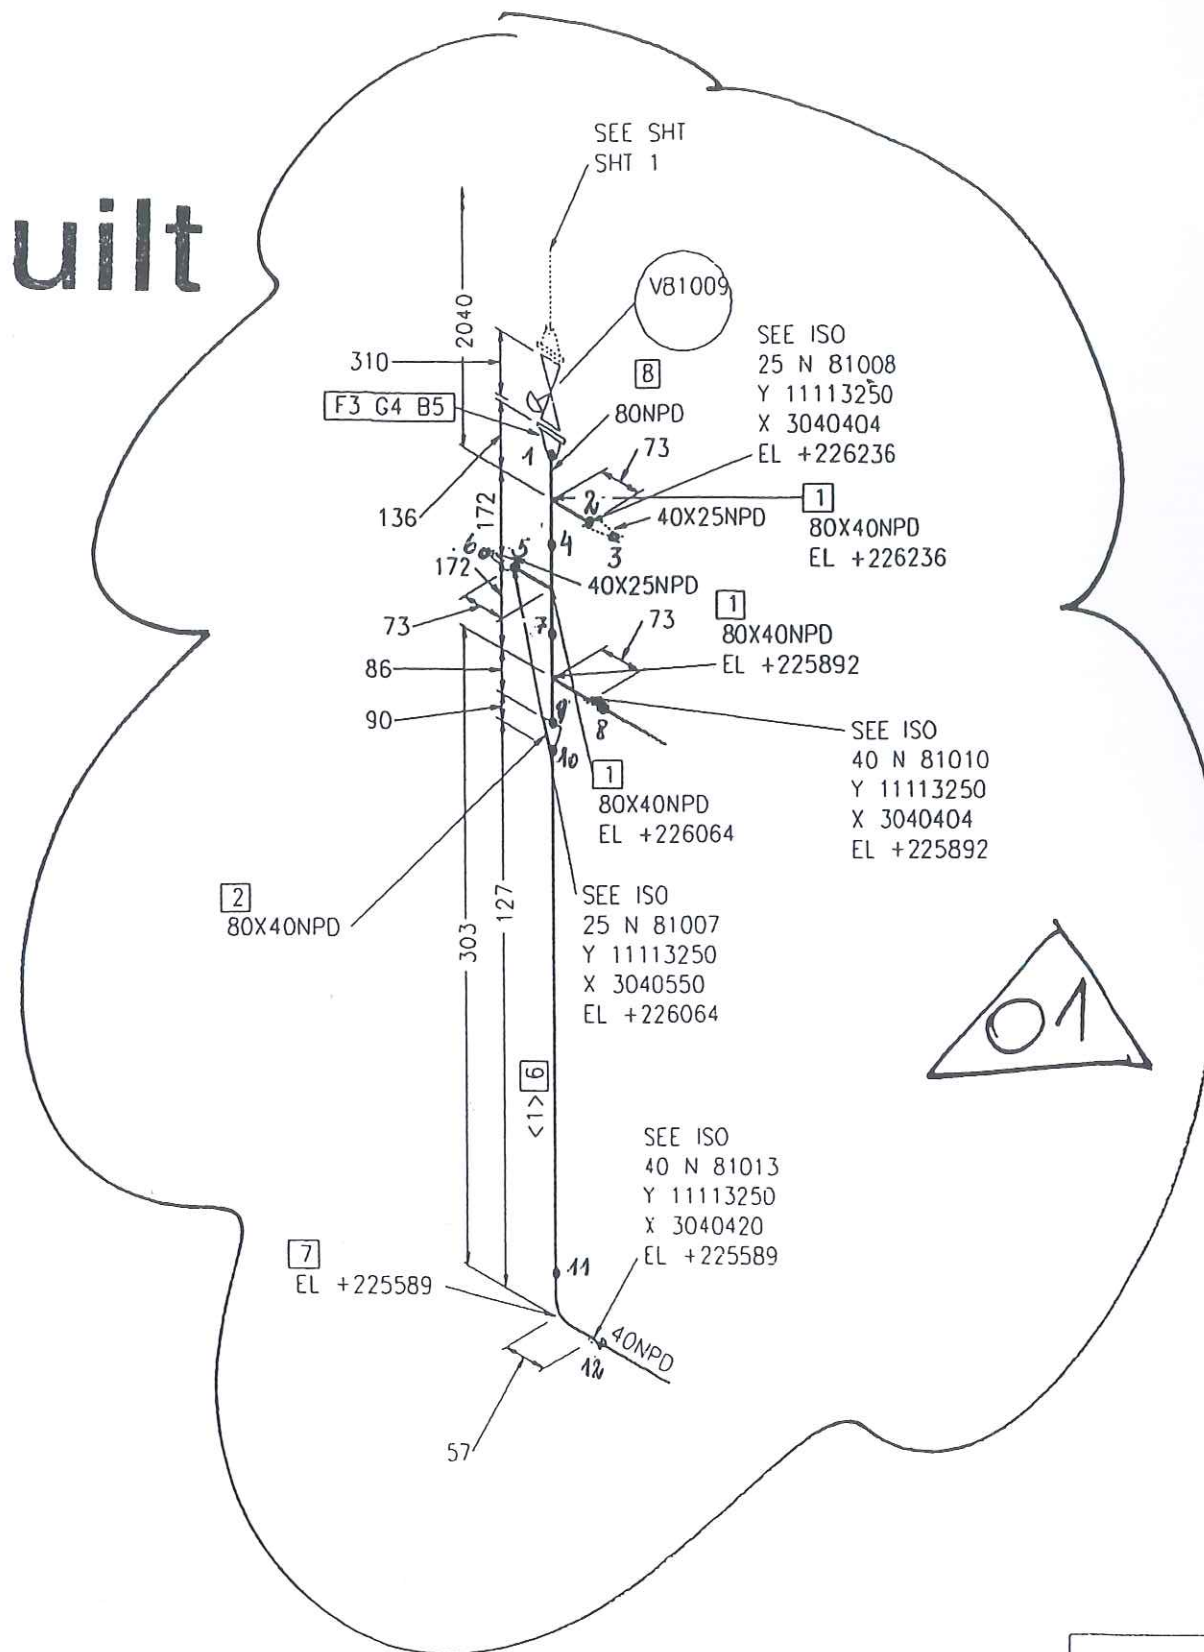 uilt
SEE SHT
SHT 1
V81009
2040
310
SEE ISO
25 N 81008
Y 11113250
X 3040404
EL +226236
8
F3 G4 B5
80NPD
73
1
136
172
2
40X25NPD
3
1
80X40NPD
EL +226236
4
6
5
172
40X25NPD
73
7
73
1
80X40NPD
EL +225892
86
90
9
8
10
SEE ISO
40 N 81010
Y 11113250
X 3040404
EL +225892
1
80X40NPD
EL +226064
2
80X40NPD
303
127
SEE ISO
25 N 81007
Y 11113250
X 3040550
EL +226064
01
<1> 6
SEE ISO
40 N 81013
Y 11113250
X 3040420
EL +225589
7
EL +225589
11
40NPD
12
57